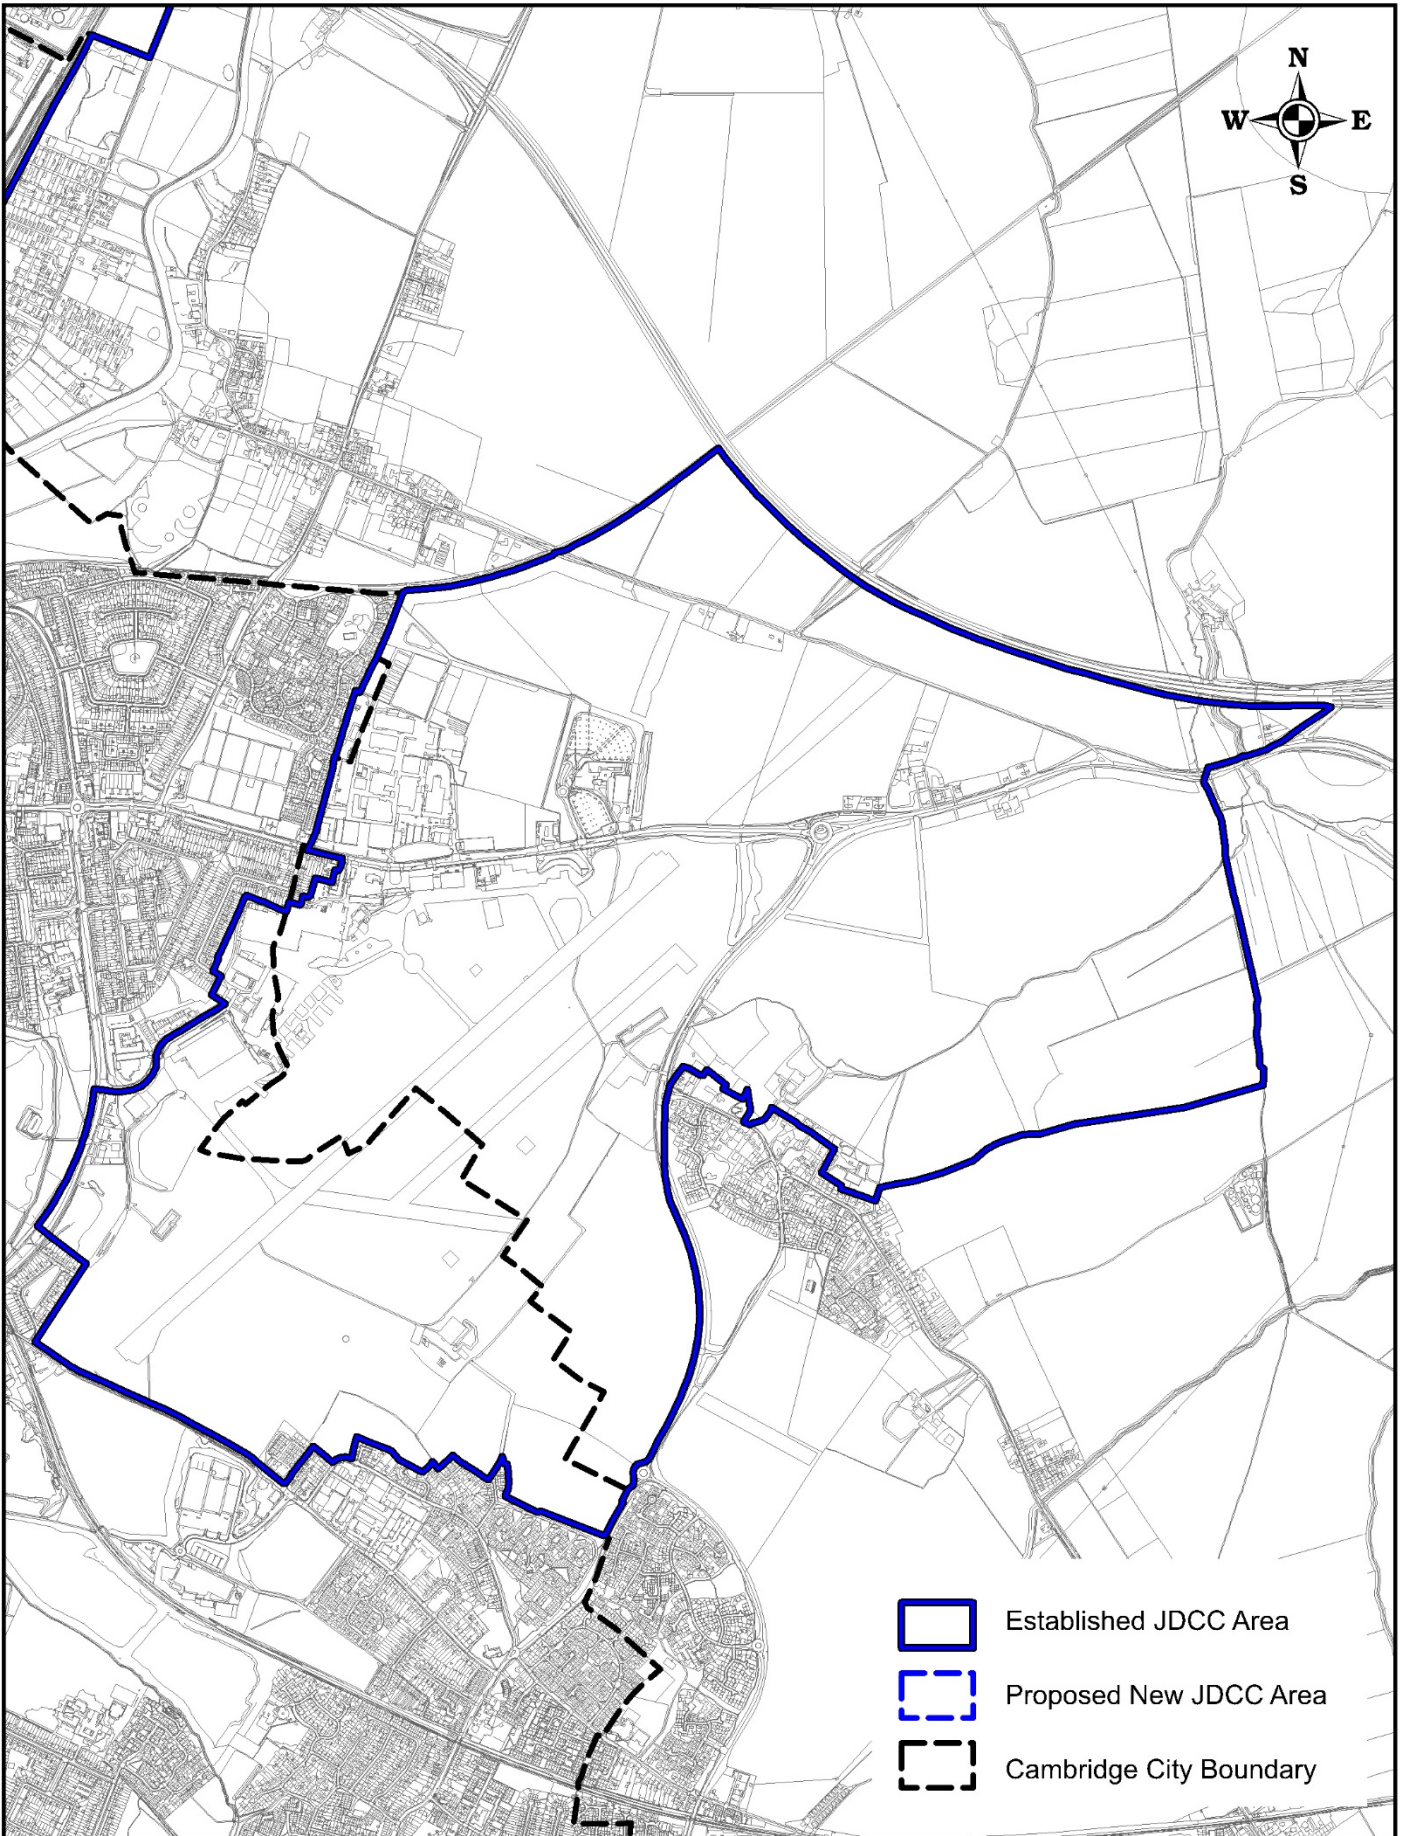 N
W E
S
Established JDCC Area
Proposed New JDCC Area
Cambridge City Boundary